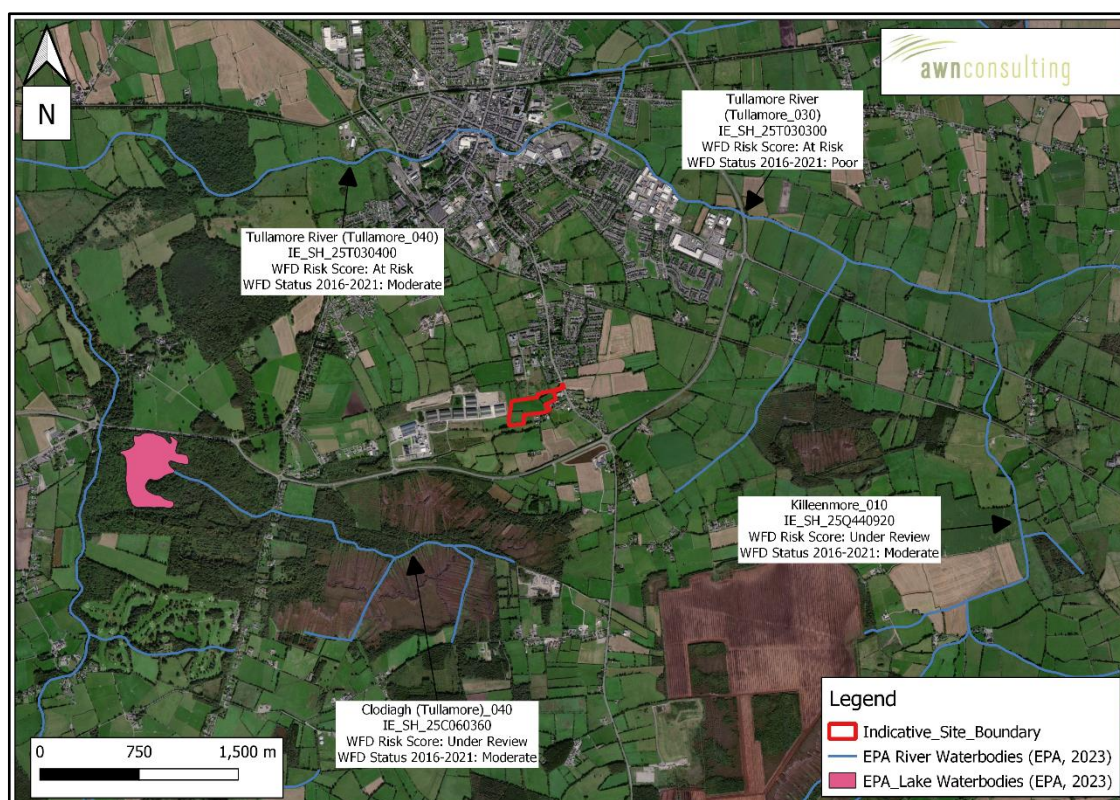 N
awnconsulting
Tullamore River
(Tullamore_030)
IE_SH_25T030300
WFD Risk Score: At Risk
WFD Status 2016-2021: Poor
Tullamore River (Tullamore_040)
IE_SH_25T030400
WFD Risk Score: At Risk
WFD Status 2016-2021: Moderate
Killeenmore_010
IE_SH_25Q440920
WFD Risk Score: Under Review
WFD Status 2016-2021: Moderate
Clodiagh (Tullamore)_040
IE_SH_25C060360
WFD Risk Score: Under Review
WFD Status 2016-2021: Moderate
0 750 1,500 m
Legend
Indicative_Site_Boundary
EPA River Waterbodies (EPA, 2023)
EPA_Lake Waterbodies (EPA, 2023)